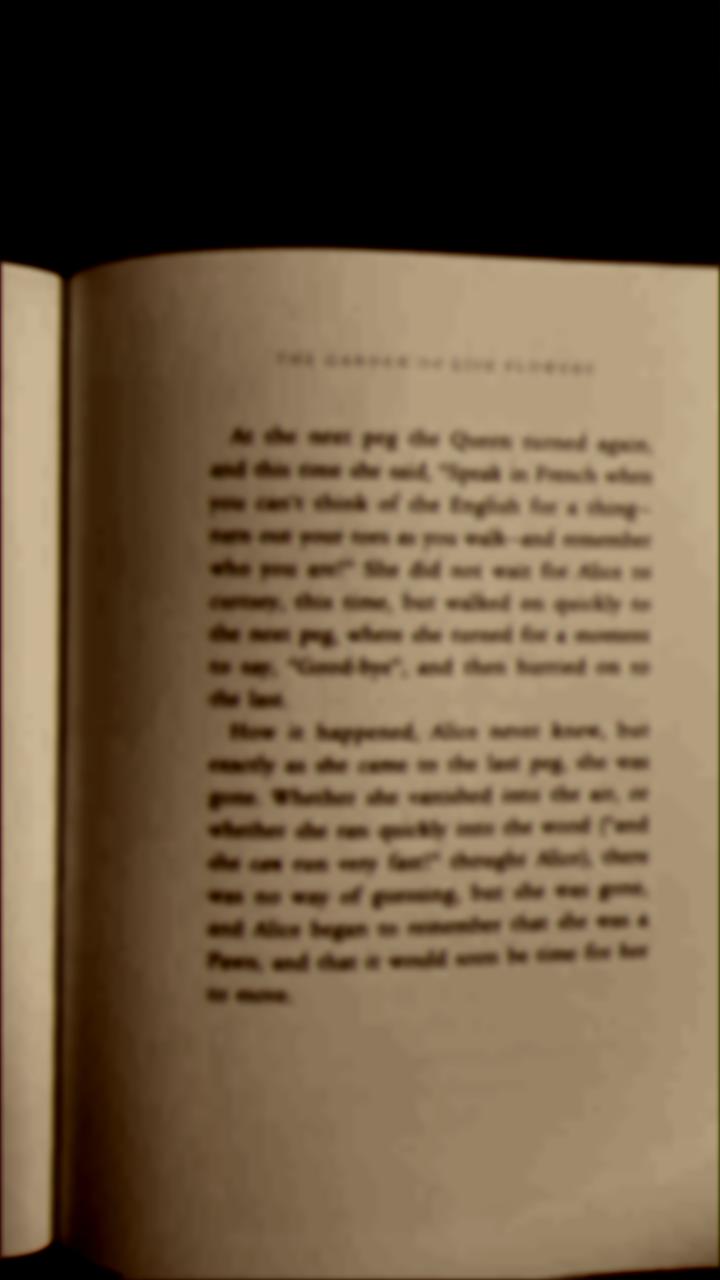 THE GARDEN OF LIVE FLOWERS
At the next peg the Queen turned again,
and this time she said, "Speak in French when
you can't think of the English for a thing—
turn out your toes as you walk—and remember
who you are!" She did not wait for Alice to
curtsey, this time, but walked on quickly to
the next peg, where she turned for a moment
to say, "Good-bye", and then hurried on to
the last.
How it happened, Alice never knew, but
exactly as she came to the last peg, she was
gone. Whether she vanished into the air, or
whether she ran quickly into the wood ("and
she can run very fast!" thought Alice), there
was no way of guessing, but she was gone,
and Alice began to remember that she was a
Pawn, and that it would soon be time for her
to move.